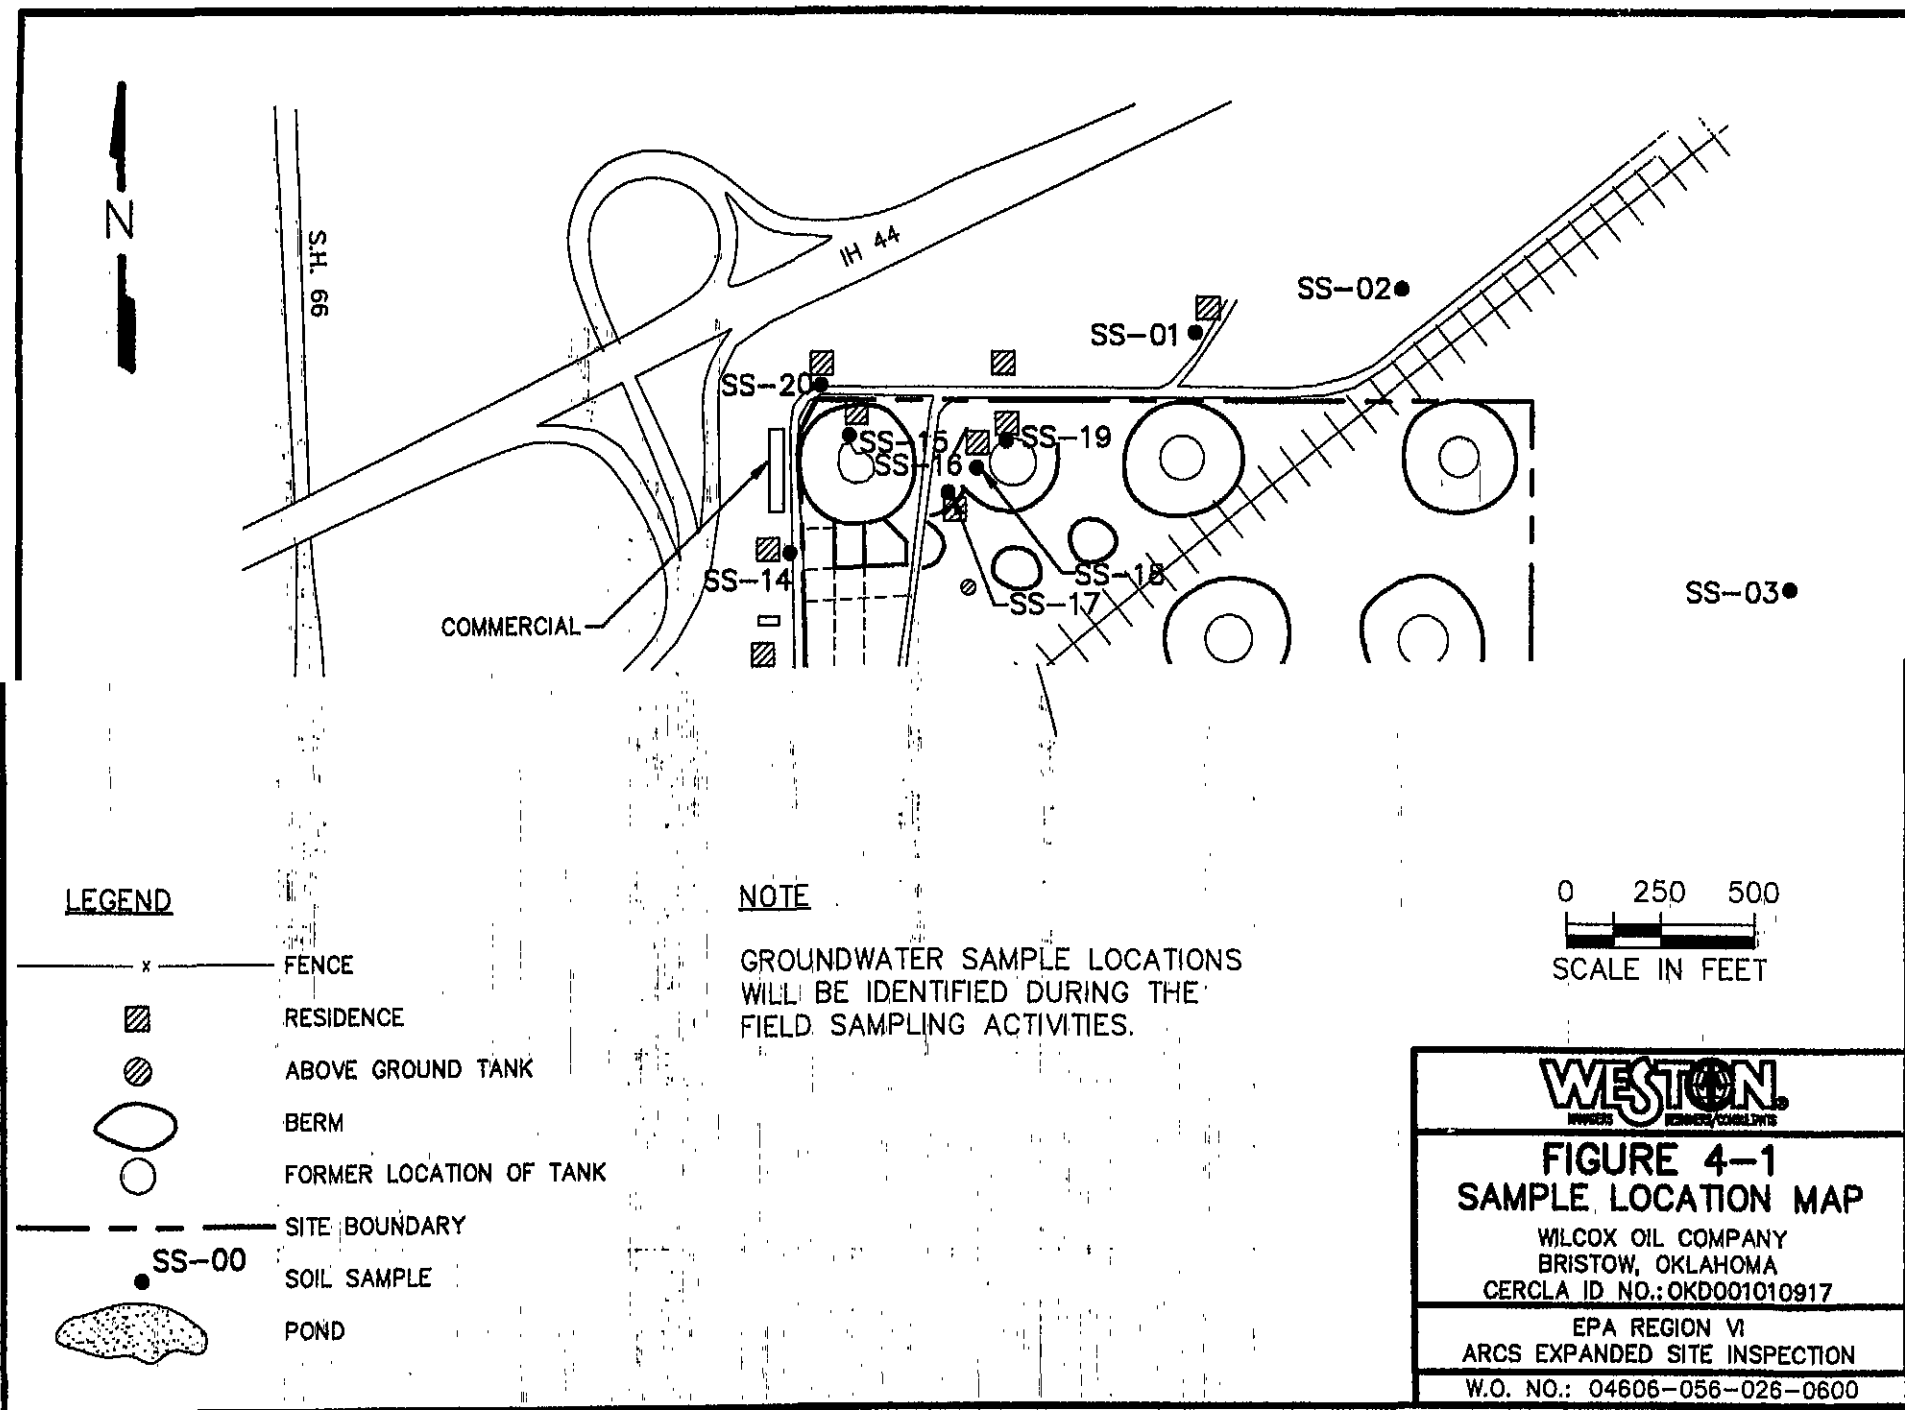 N
S.H. 66
IH 44
SS-02
SS-01
SS-20
SS-15
SS-19
SS-16
SS-14
SS-18
SS-17
SS-03
COMMERCIAL
LEGEND
x
FENCE
RESIDENCE
ABOVE GROUND TANK
BERM
FORMER LOCATION OF TANK
SITE BOUNDARY
SS-00
SOIL SAMPLE
POND
NOTE
GROUNDWATER SAMPLE LOCATIONS
WILL BE IDENTIFIED DURING THE
FIELD SAMPLING ACTIVITIES.
0 250 500
SCALE IN FEET
WESTON®
MANAGERS DESIGNERS/CONSULTANTS
FIGURE 4-1
SAMPLE LOCATION MAP
WILCOX OIL COMPANY
BRISTOW, OKLAHOMA
CERCLA ID NO.: OKD001010917
EPA REGION VI
ARCS EXPANDED SITE INSPECTION
W.O. NO.: 04606-056-026-0600